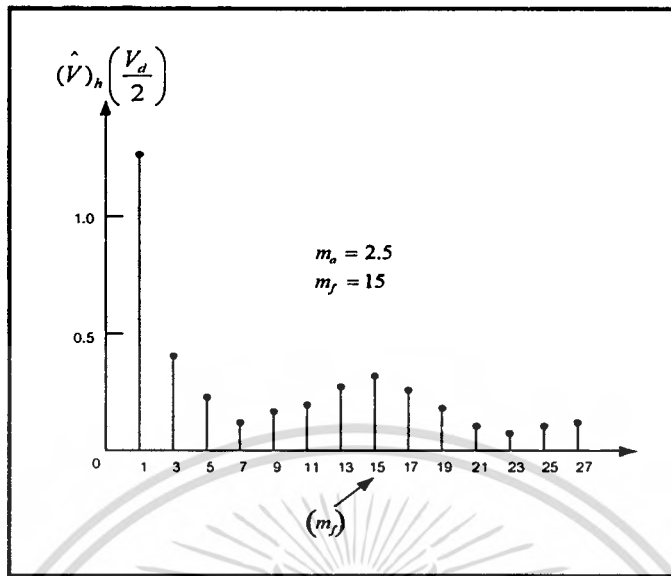 (V̂)ₕ(V_d/2)
1.0
mₐ = 2.5
m_f = 15
0.5
0 1 3 5 7 9 11 13 15 17 19 21 23 25 27
(m_f)